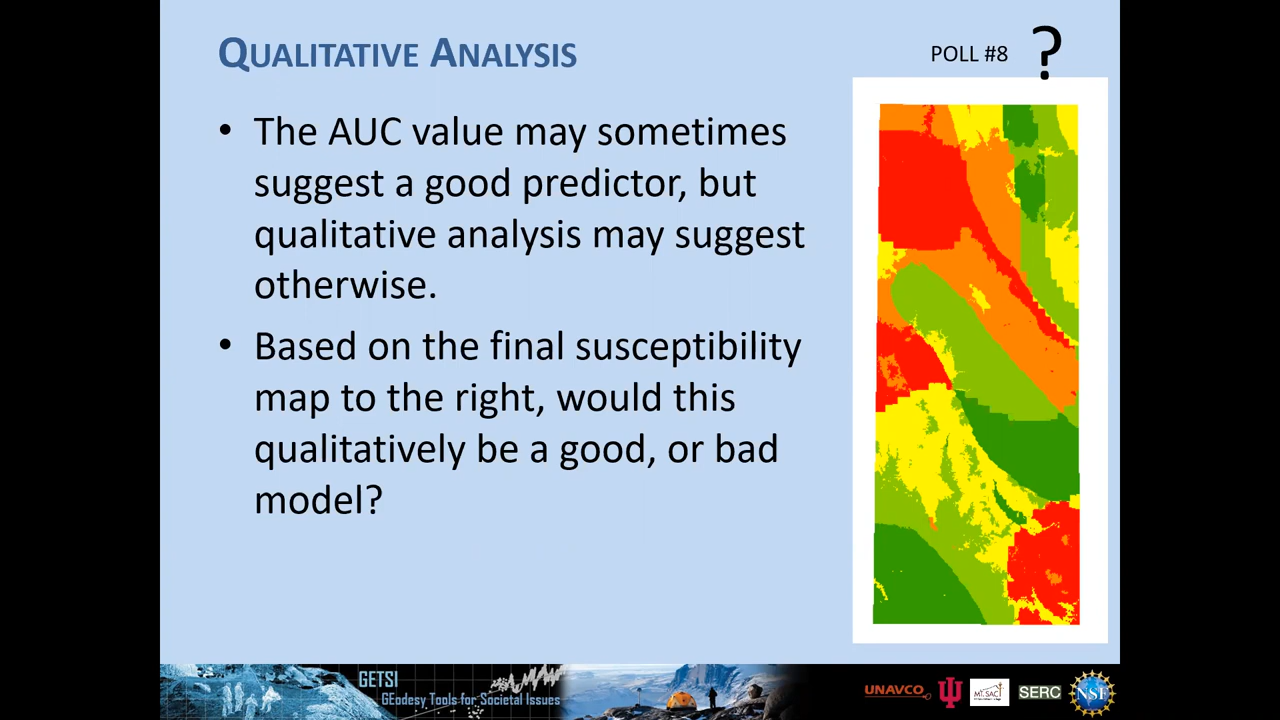 QUALITATIVE ANALYSIS
POLL #8 ?
• The AUC value may sometimes
suggest a good predictor, but
qualitative analysis may suggest
otherwise.
• Based on the final susceptibility
map to the right, would this
qualitatively be a good, or bad
model?
GETSI
GEodesy Tools for Societal Issues
UNAVCO
MT. SAC
SERC
NSF